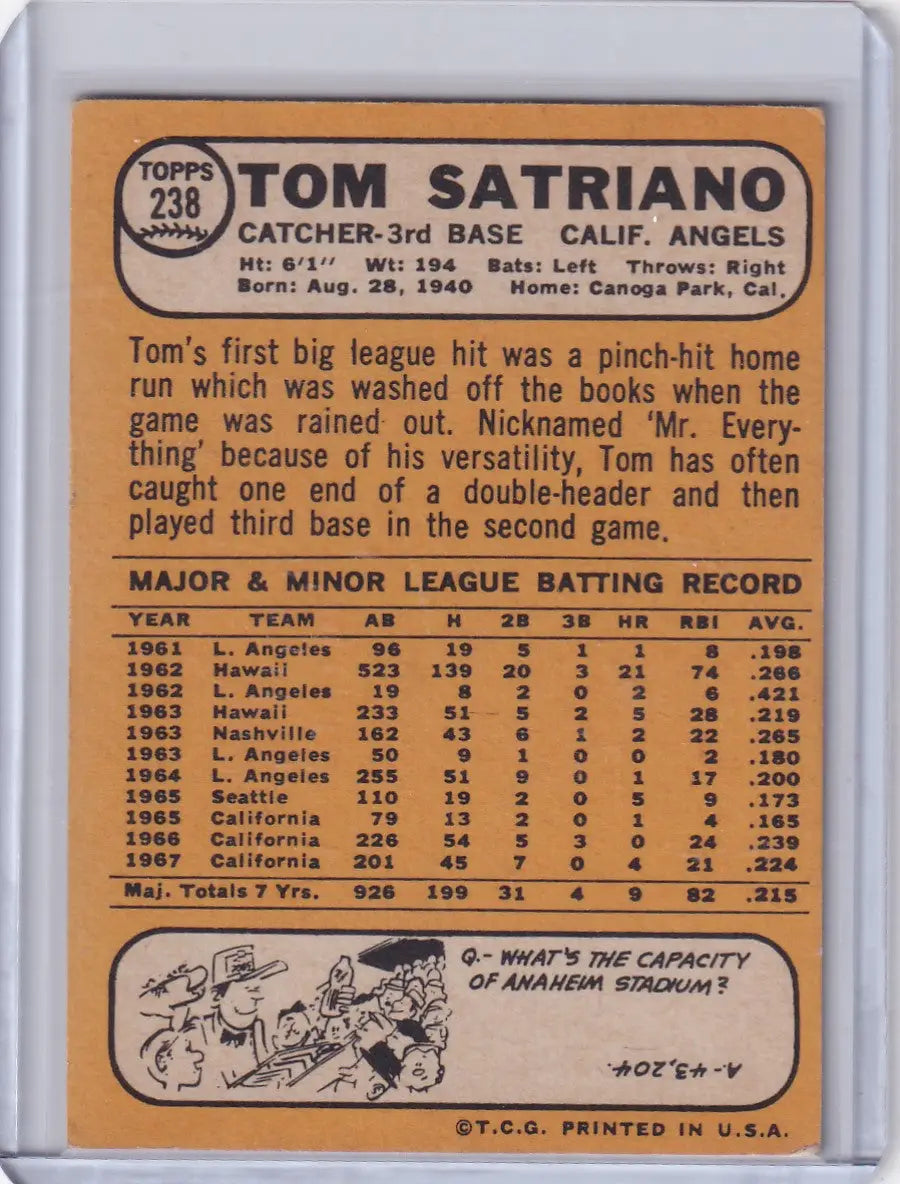 TOPPS
238
TOM SATRIANO
CATCHER-3rd BASE CALIF. ANGELS
Ht: 6'1" Wt: 194 Bats: Left Throws: Right
Born: Aug. 28, 1940 Home: Canoga Park, Cal.
Tom's first big league hit was a pinch-hit home
run which was washed off the books when the
game was rained out. Nicknamed 'Mr. Every-
thing' because of his versatility, Tom has often
caught one end of a double-header and then
played third base in the second game.
MAJOR & MINOR LEAGUE BATTING RECORD
YEAR TEAM AB H 2B 3B HR RBI AVG.
1961 L. Angeles 96 19 5 1 1 8 .198
1962 Hawaii 523 139 20 3 21 74 .266
1962 L. Angeles 19 8 2 0 2 6 .421
1963 Hawaii 233 51 5 2 5 28 .219
1963 Nashville 162 43 6 1 2 22 .265
1963 L. Angeles 50 9 1 0 0 2 .180
1964 L. Angeles 255 51 9 0 1 17 .200
1965 Seattle 110 19 2 0 5 9 .173
1965 California 79 13 2 0 1 4 .165
1966 California 226 54 5 3 0 24 .239
1967 California 201 45 7 0 4 21 .224
Maj. Totals 7 Yrs. 926 199 31 4 9 82 .215
Q.- WHAT'S THE CAPACITY
OF ANAHEIM STADIUM?
A-43,204.
©T.C.G. PRINTED IN U.S.A.